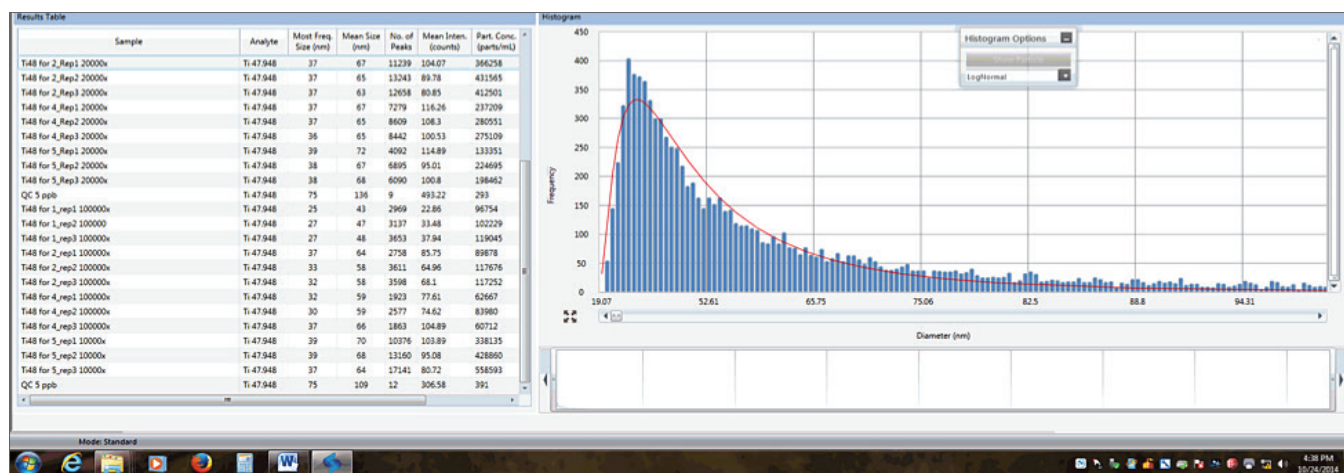 Results Table
Sample Analyte Most Freq. Size (nm) Mean Size (nm) No. of Peaks Mean Inten. (counts) Part. Conc. (parts/mL)
Ti48 for 2_Rep1 20000x Ti 47.948 37 67 11239 104.07 366258
Ti48 for 2_Rep2 20000x Ti 47.948 37 65 13243 89.78 431565
Ti48 for 2_Rep3 20000x Ti 47.948 37 63 12658 80.85 412501
Ti48 for 4_Rep1 20000x Ti 47.948 37 67 7279 116.26 237209
Ti48 for 4_Rep2 20000x Ti 47.948 37 65 8609 108.3 280551
Ti48 for 4_Rep3 20000x Ti 47.948 36 65 8442 100.53 275109
Ti48 for 5_Rep1 20000x Ti 47.948 39 72 4092 114.89 133351
Ti48 for 5_Rep2 20000x Ti 47.948 38 67 6895 95.01 224695
Ti48 for 5_Rep3 20000x Ti 47.948 38 68 6090 100.8 198462
QC 5 ppb Ti 47.948 75 136 9 493.22 293
Ti48 for 1_rep1 100000x Ti 47.948 25 43 2969 22.86 96754
Ti48 for 1_rep2 100000 Ti 47.948 27 47 3137 33.48 102229
Ti48 for 1_rep3 100000x Ti 47.948 27 48 3653 37.94 119045
Ti48 for 2_rep1 100000x Ti 47.948 37 64 2758 85.75 89878
Ti48 for 2_rep2 100000x Ti 47.948 33 58 3611 64.96 117676
Ti48 for 2_rep3 100000x Ti 47.948 32 58 3598 68.1 117252
Ti48 for 4_rep1 100000x Ti 47.948 32 59 1923 77.61 62667
Ti48 for 4_rep2 100000x Ti 47.948 30 59 2577 74.62 83980
Ti48 for 4_rep3 100000x Ti 47.948 37 66 1863 104.89 60712
Ti48 for 5_rep1 10000x Ti 47.948 39 70 10376 103.89 338135
Ti48 for 5_rep2 10000x Ti 47.948 39 68 13160 95.08 428860
Ti48 for 5_rep3 10000x Ti 47.948 37 64 17141 80.72 558593
QC 5 ppb Ti 47.948 75 109 12 306.58 391
Histogram
Histogram Options
LogNormal
Frequency
450
400
350
300
250
200
150
100
50
0
19.07 52.61 65.75 75.06 82.5 88.8 94.31
Diameter (nm)
Mode: Standard
4:38 PM
10/24/2014